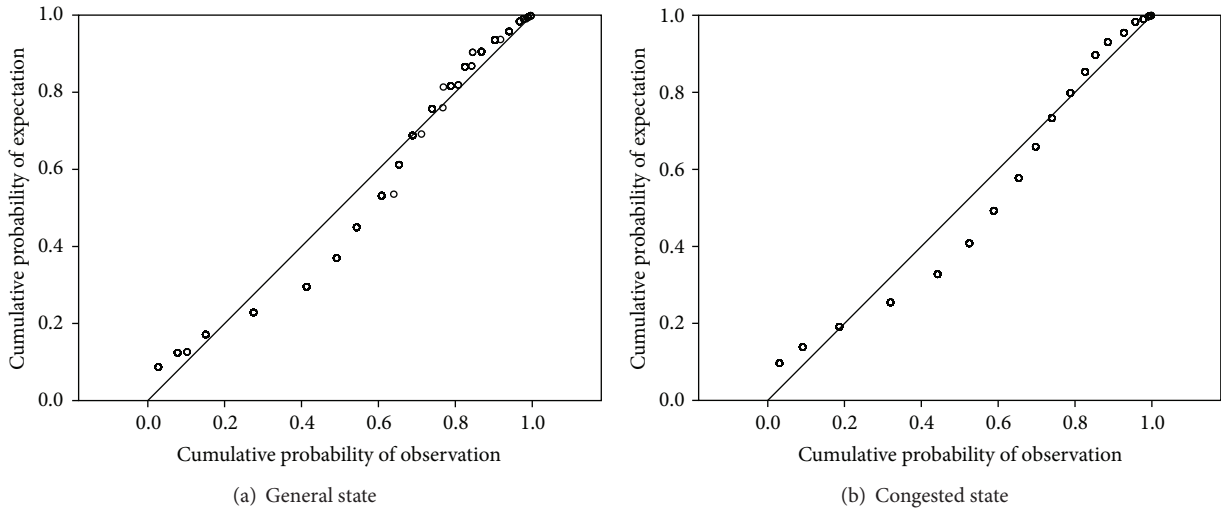 1.0
0.8
0.6
0.4
0.2
0.0
Cumulative probability of expectation
0.0 0.2 0.4 0.6 0.8 1.0
Cumulative probability of observation
(a) General state
1.0
0.8
0.6
0.4
0.2
0.0
Cumulative probability of expectation
0.0 0.2 0.4 0.6 0.8 1.0
Cumulative probability of observation
(b) Congested state